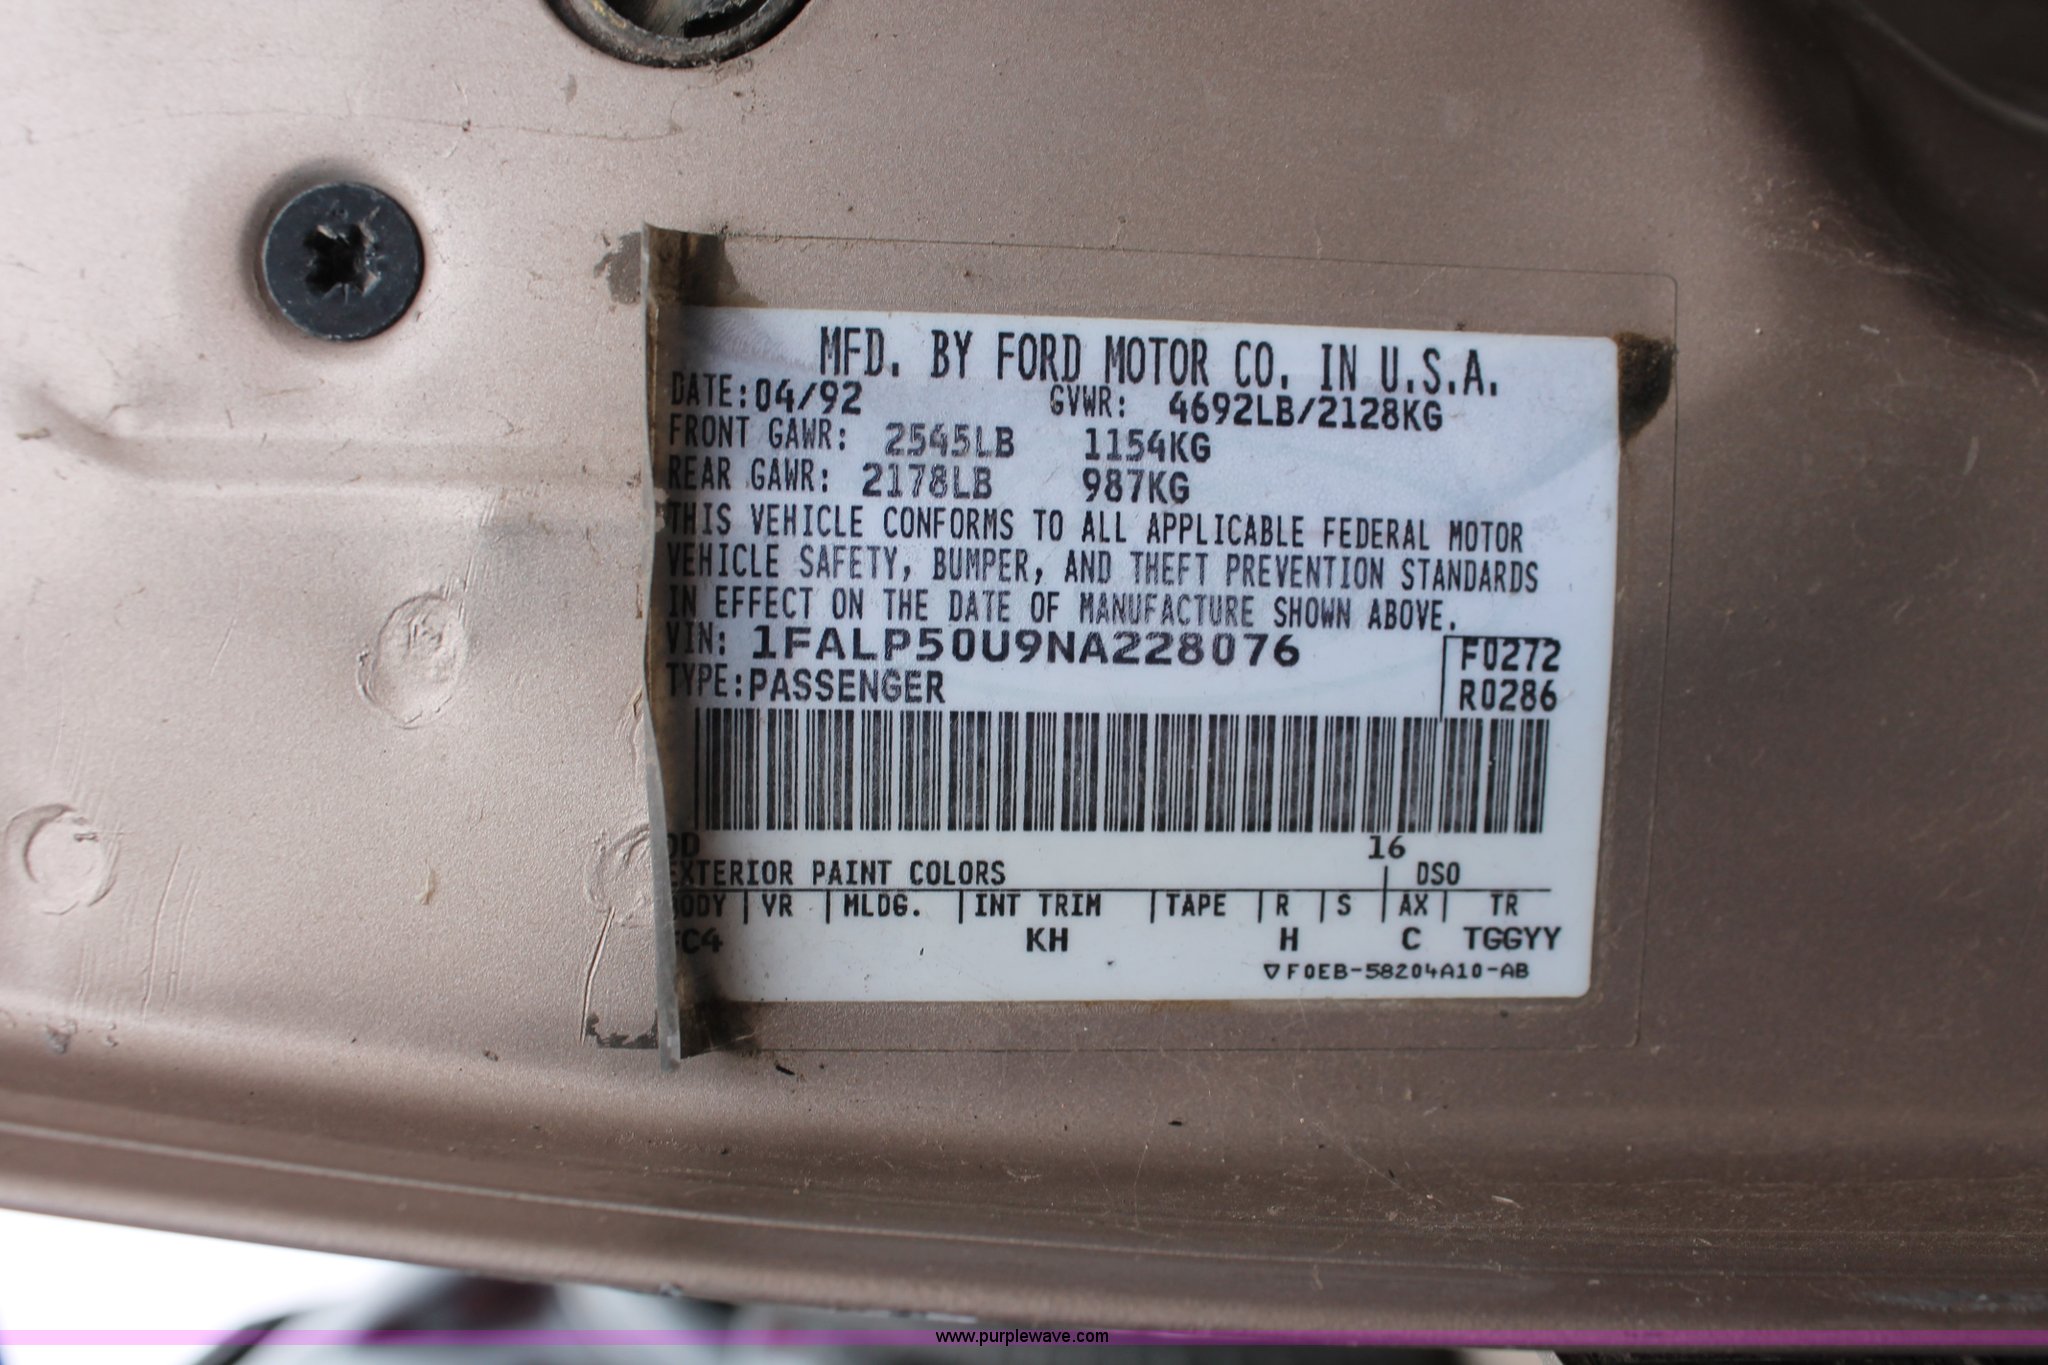 MFD. BY FORD MOTOR CO. IN U.S.A.
DATE:04/92 GVWR: 4692LB/2128KG
FRONT GAWR: 2545LB 1154KG
REAR GAWR: 2178LB 987KG
THIS VEHICLE CONFORMS TO ALL APPLICABLE FEDERAL MOTOR
VEHICLE SAFETY, BUMPER, AND THEFT PREVENTION STANDARDS
IN EFFECT ON THE DATE OF MANUFACTURE SHOWN ABOVE.
VIN: 1FALP50U9NA228076
F0272
TYPE:PASSENGER
R0286
16
EXTERIOR PAINT COLORS DSO
BODY VR MLDG. INT TRIM TAPE R S AX TR
KH H C TGGYY
▽F0EB-58204A10-AB
www.purplewave.com